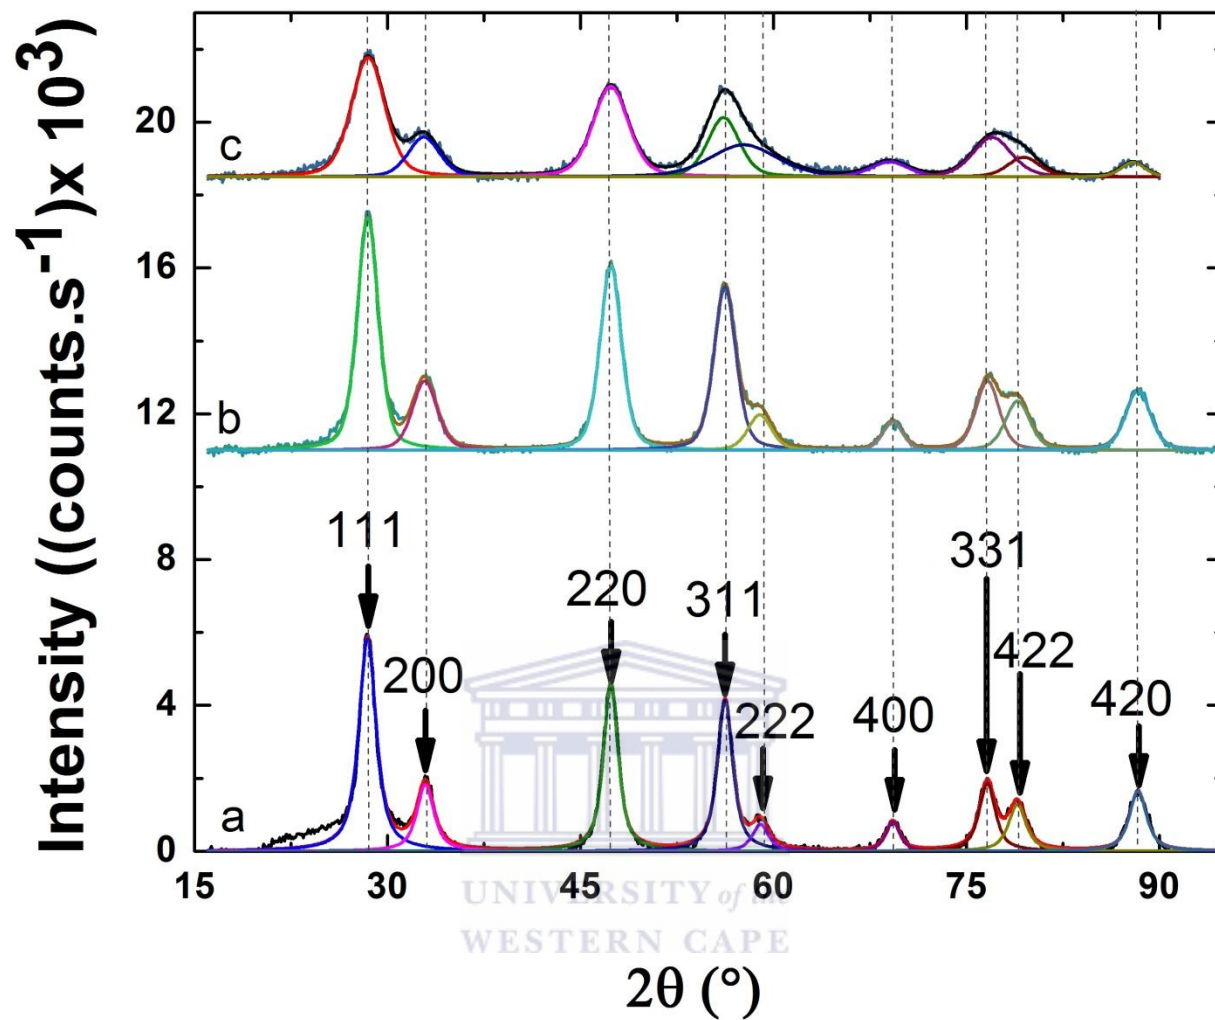 Intensity ((counts.s⁻¹)x 10³)
20
16
12
8
4
0
c
b
a
111
200
220
311
222
400
331
422
420
15 30 45 60 75 90
UNIVERSITY of the
WESTERN CAPE
2θ (°)